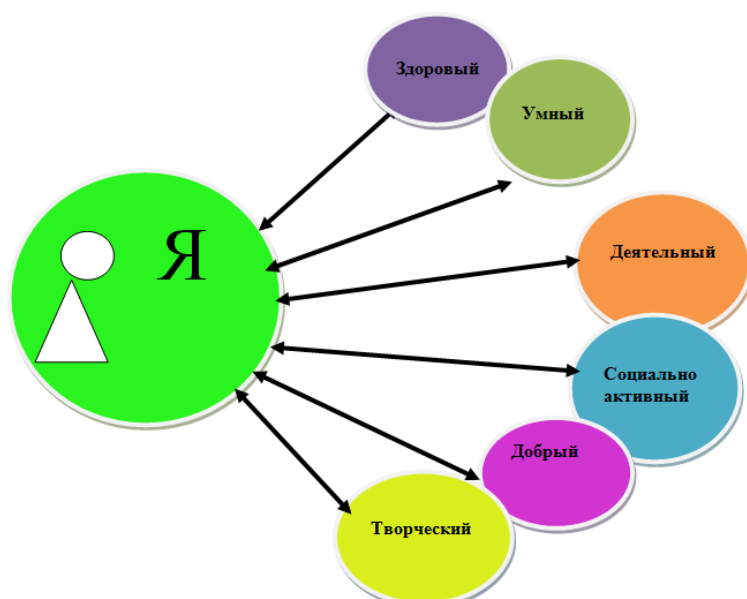 Здоровый
Умный
Я
Деятельный
Социально
активный
Добрый
Творческий